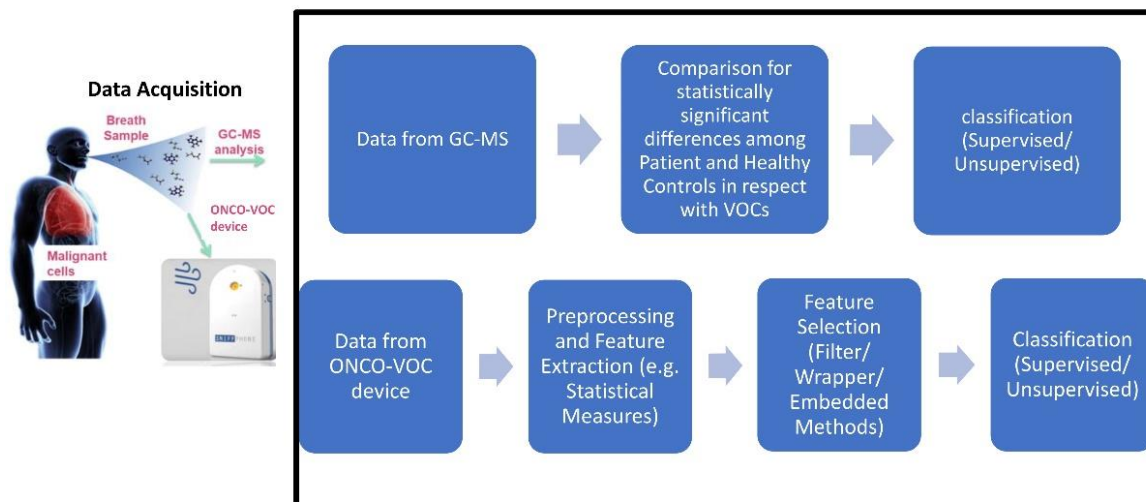 Data Acquisition
Breath
Sample
GC-MS
analysis
ONCO-VOC
device
Malignant
cells
Data from GC-MS
Comparison for
statistically
significant
differences among
Patient and Healthy
Controls in respect
with VOCs
classification
(Supervised/
Unsupervised)
Data from
ONCO-VOC
device
Preprocessing
and Feature
Extraction (e.g.
Statistical
Measures)
Feature
Selection
(Filter/
Wrapper/
Embedded
Methods)
Classification
(Supervised/
Unsupervised)